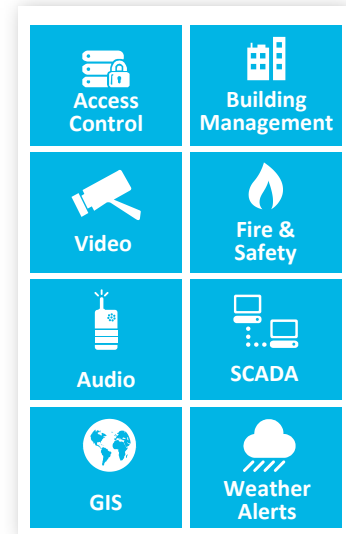 Access
Control
Building
Management
Video
Fire &
Safety
Audio
SCADA
GIS
Weather
Alerts